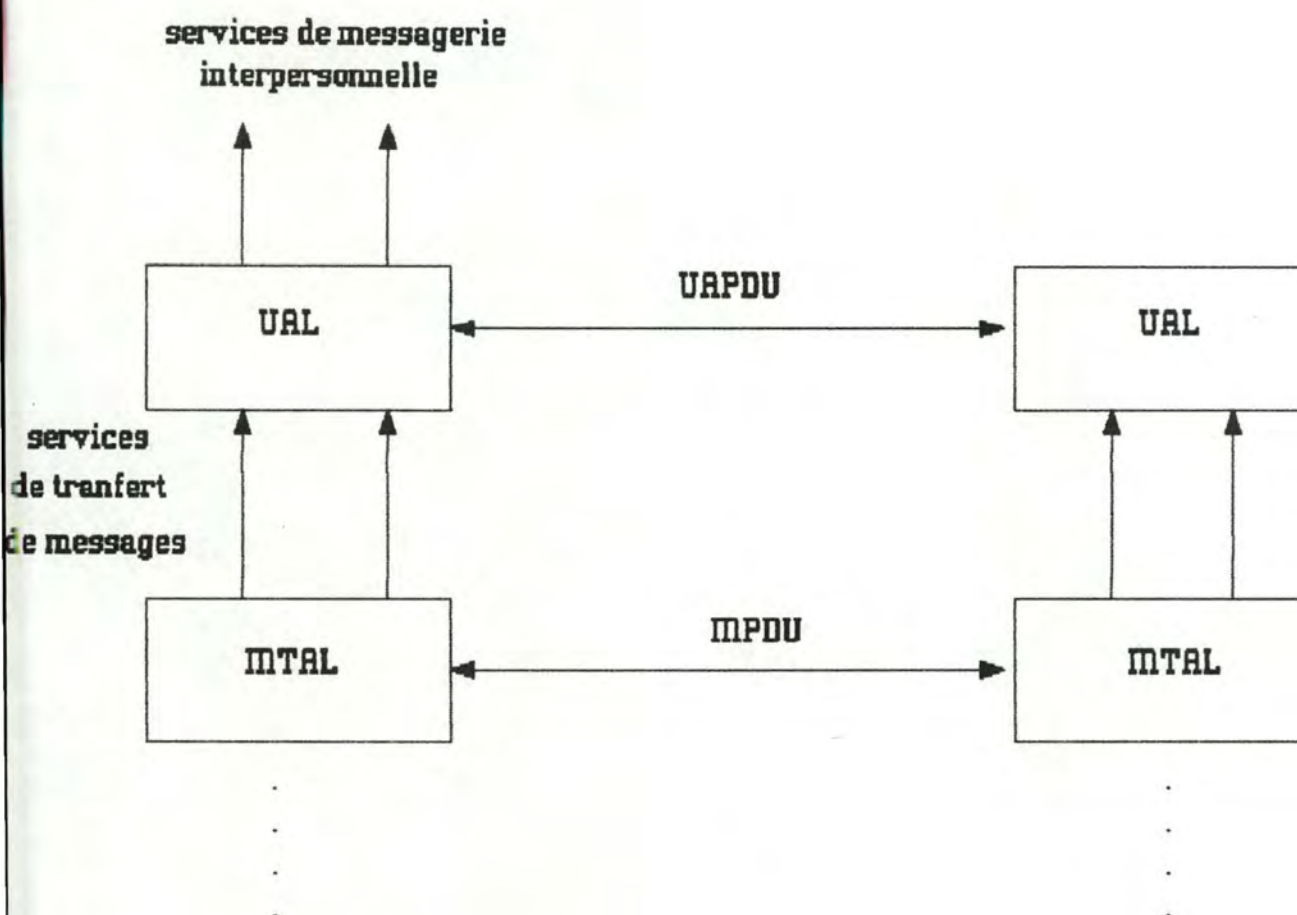 services de messagerie
interpersonnelle
UAPDU
UAL
UAL
services
de tranfert
de messages
MPDU
MTAL
MTAL